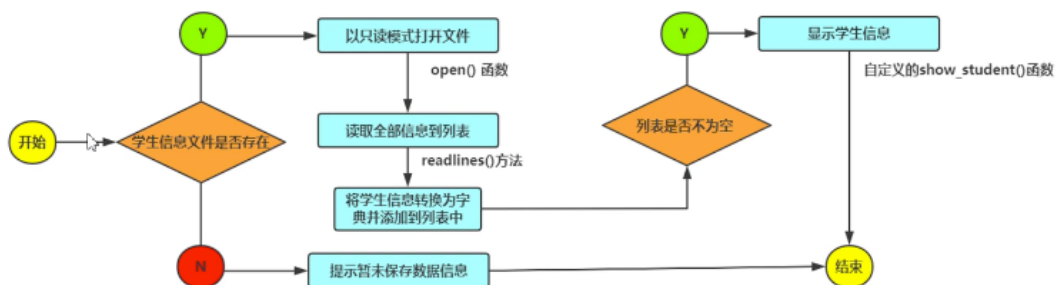 开始
学生信息文件是否存在
Y
以只读模式打开文件
open() 函数
读取全部信息到列表
readlines()方法
将学生信息转换为字
典并添加到列表中
列表是否不为空
Y
显示学生信息
自定义的show_student()函数
N
提示暂未保存数据信息
结束